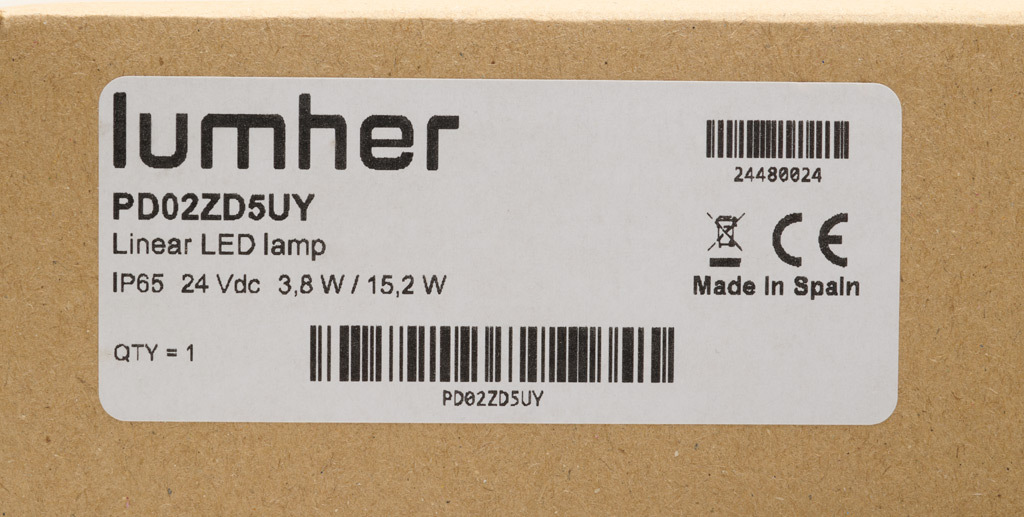 lumher
PD02ZD5UY
Linear LED lamp
IP65 24 Vdc 3,8 W / 15,2 W
QTY = 1
PD02ZD5UY
24480024
CE
Made In Spain